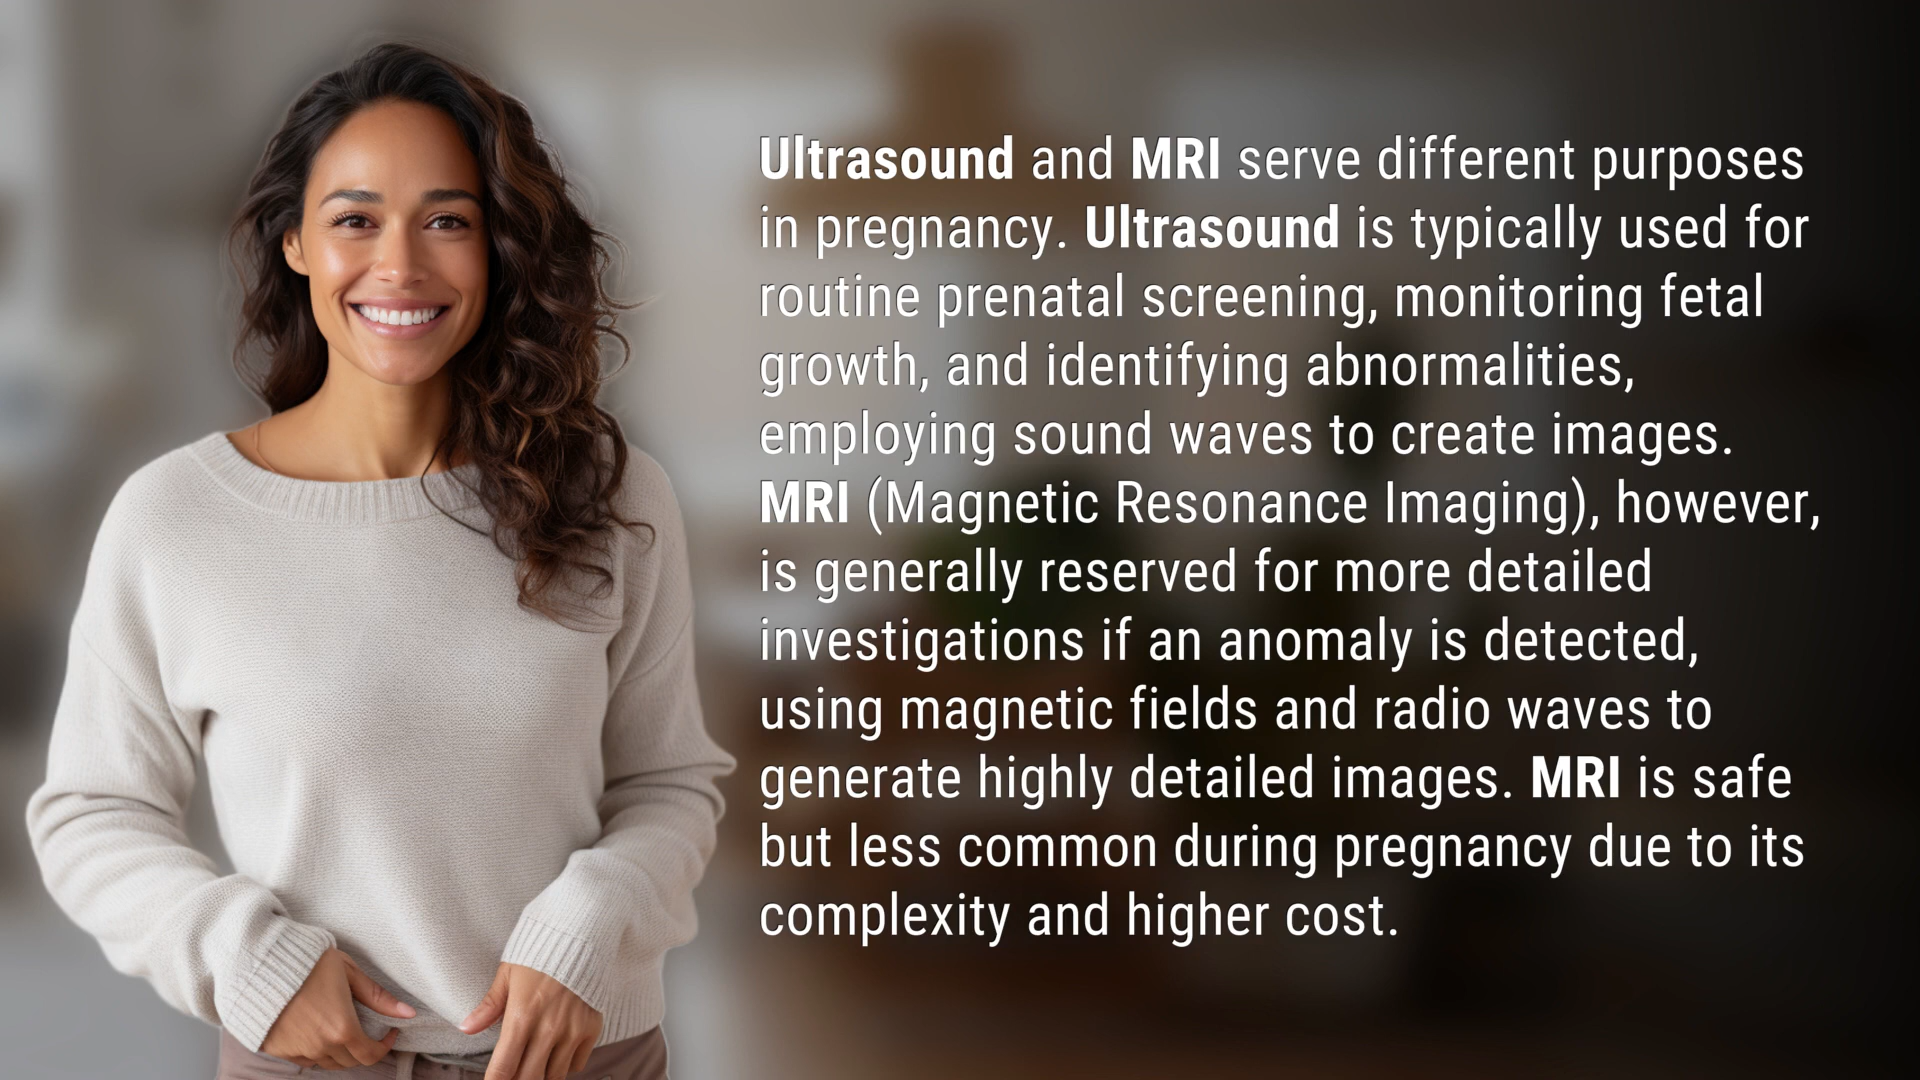 Ultrasound and MRI serve different purposes
in pregnancy. Ultrasound is typically used for
routine prenatal screening, monitoring fetal
growth, and identifying abnormalities,
employing sound waves to create images.
MRI (Magnetic Resonance Imaging), however,
is generally reserved for more detailed
investigations if an anomaly is detected,
using magnetic fields and radio waves to
generate highly detailed images. MRI is safe
but less common during pregnancy due to its
complexity and higher cost.